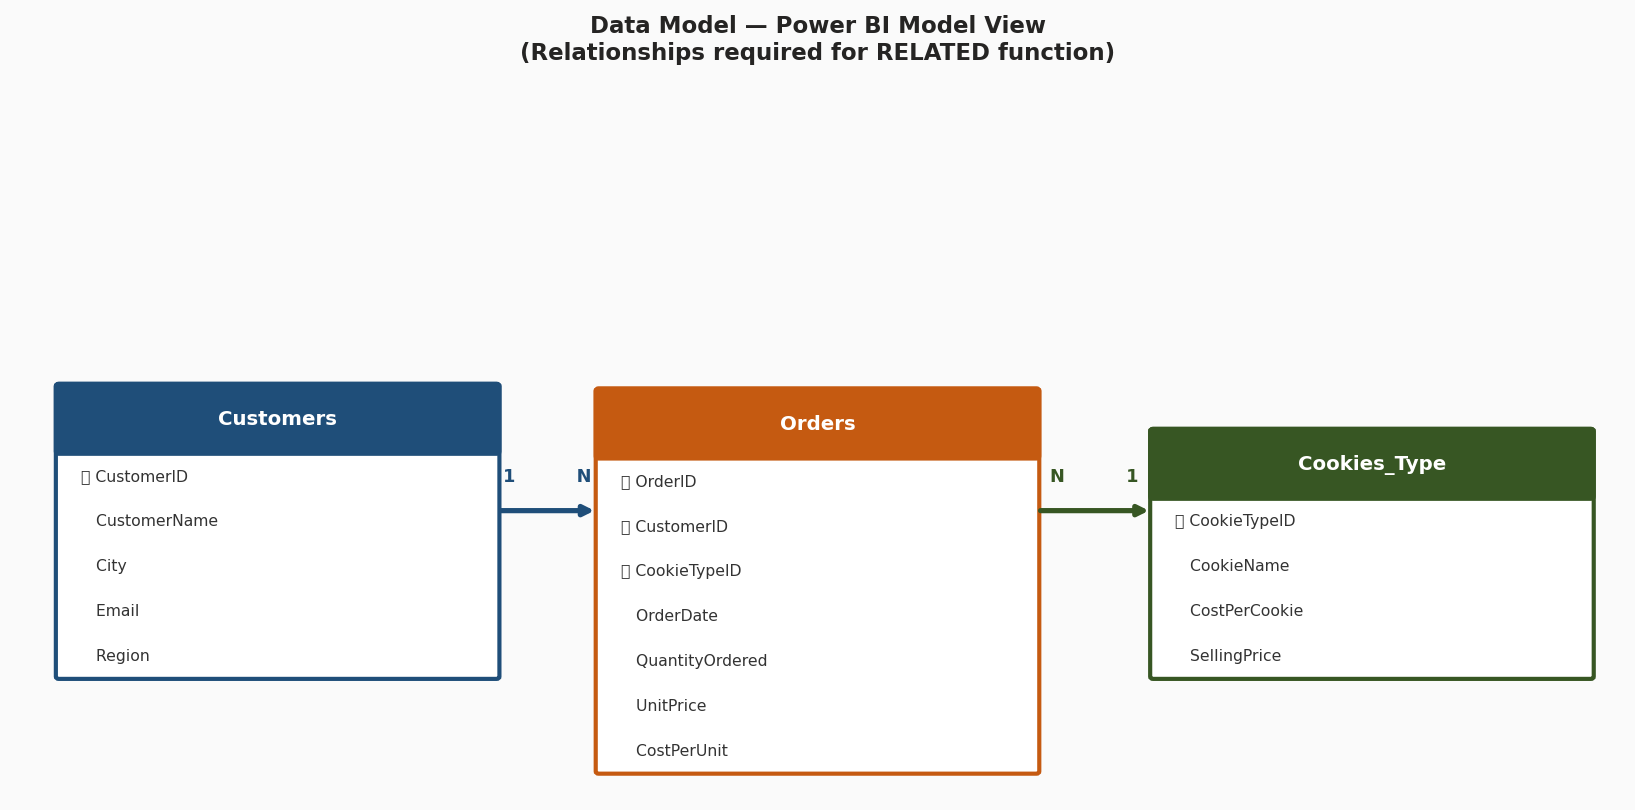 Data Model — Power BI Model View
(Relationships required for RELATED function)
Customers
CustomerID
CustomerName
City
Email
Region
1 N
Orders
OrderID
CustomerID
CookieTypeID
OrderDate
QuantityOrdered
UnitPrice
CostPerUnit
N 1
Cookies_Type
CookieTypeID
CookieName
CostPerCookie
SellingPrice